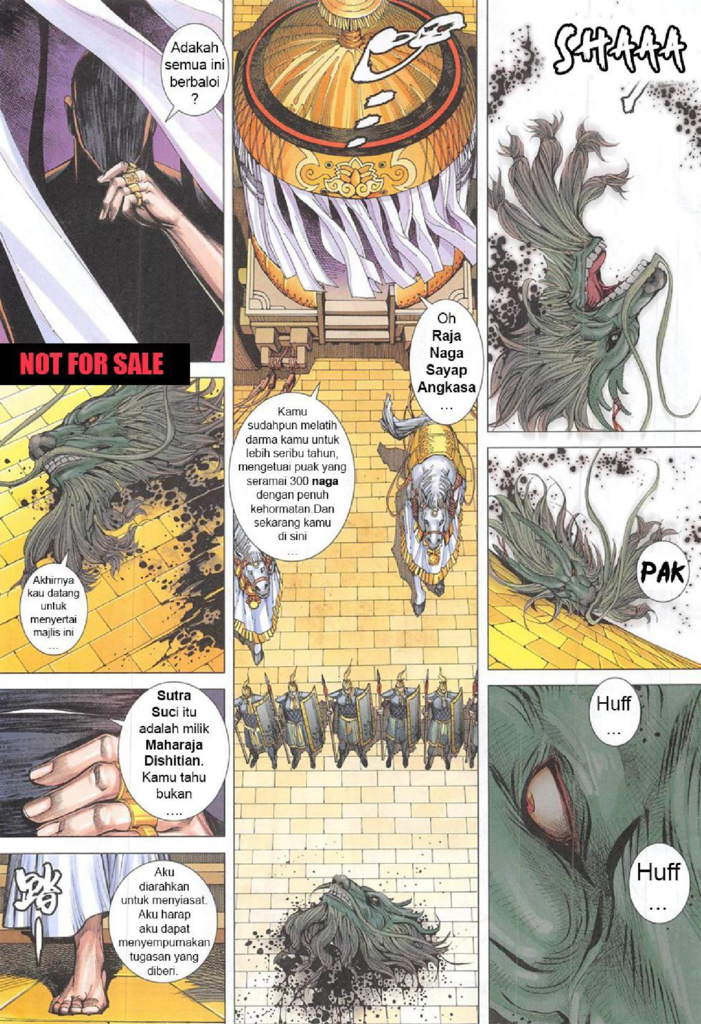 SHAAA
PAK
Huff
...
Huff
...
Oh
Raja
Naga
Sayap
Angkasa
...
Kamu
sudahpun melatih
darma kamu untuk
lebih seribu tahun,
mengetuai puak yang
seramai 300 naga
dengan penuh
kehormatan.Dan
sekarang kamu
di sini
...
Adakah
semua ini
berbaloi
?
NOT FOR SALE
Akhirnya
kau datang
untuk
menyertai
majlis ini
...
Sutra
Suci itu
adalah milik
Maharaja
Dishitian.
Kamu tahu
bukan
....
踏
Aku
diarahkan
untuk menyiasat.
Aku harap
aku dapat
menyempurnakan
tugasan yang
diberi.